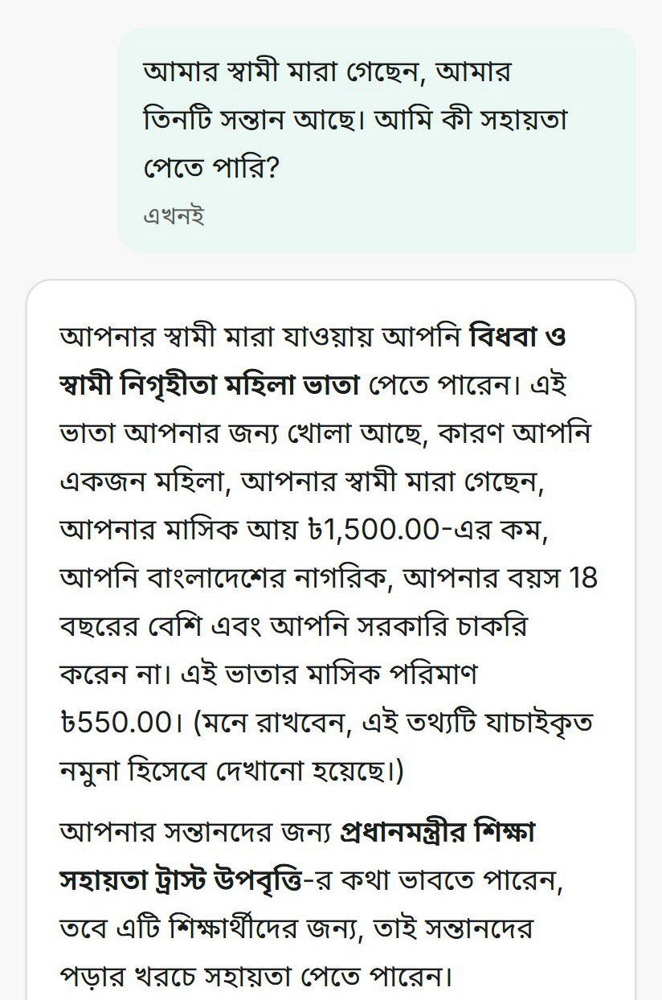 আমার স্বামী মারা গেছেন, আমার
তিনটি সন্তান আছে। আমি কী সহায়তা
পেতে পারি?
এখনই
আপনার স্বামী মারা যাওয়ায় আপনি বিধবা ও
স্বামী নিগৃহীতা মহিলা ভাতা পেতে পারেন। এই
ভাতা আপনার জন্য খোলা আছে, কারণ আপনি
একজন মহিলা, আপনার স্বামী মারা গেছেন,
আপনার মাসিক আয় ৳1,500.00-এর কম,
আপনি বাংলাদেশের নাগরিক, আপনার বয়স 18
বছরের বেশি এবং আপনি সরকারি চাকরি
করেন না। এই ভাতার মাসিক পরিমাণ
৳550.00। (মনে রাখবেন, এই তথ্যটি যাচাইকৃত
নমুনা হিসেবে দেখানো হয়েছে।)
আপনার সন্তানদের জন্য প্রধানমন্ত্রীর শিক্ষা
সহায়তা ট্রাস্ট উপবৃত্তি-র কথা ভাবতে পারেন,
তবে এটি শিক্ষার্থীদের জন্য, তাই সন্তানদের
পড়ার খরচে সহায়তা পেতে পারেন।